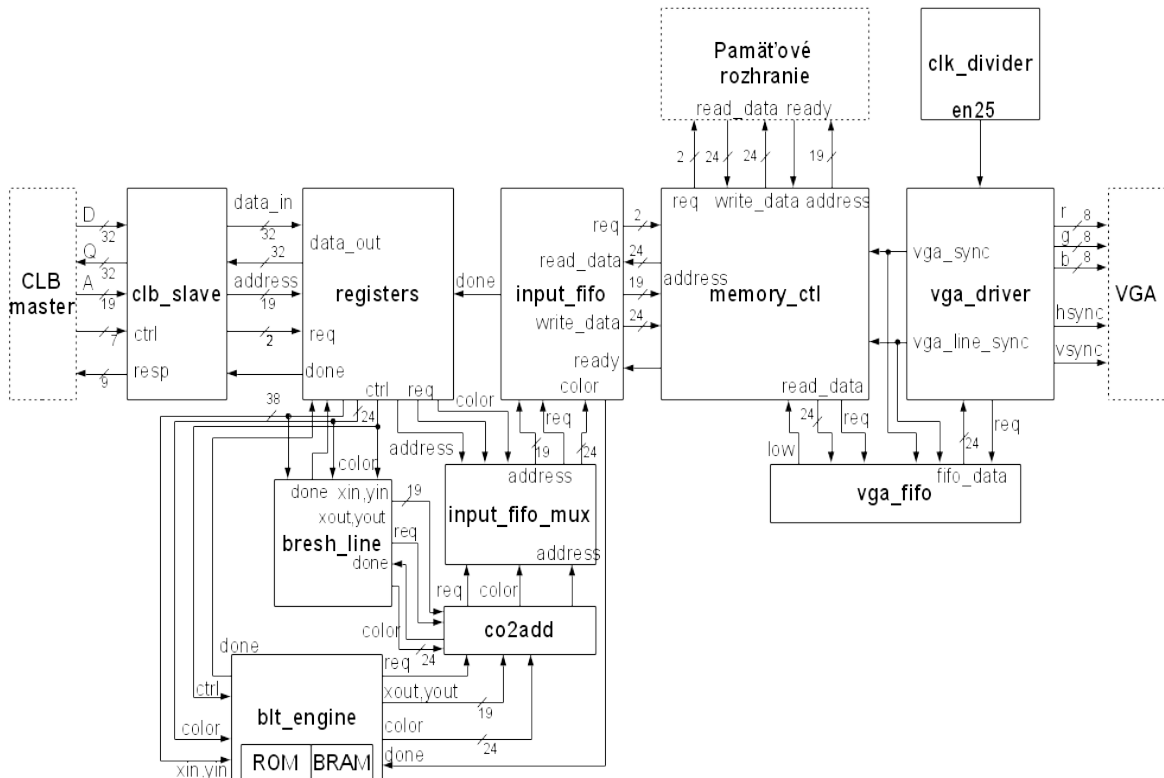 Pamäťové
rozhranie
read_data ready
2 24 24 19
req write_data address
clk_divider
en25
CLB
master
D
32
Q
32
A
19
7
9
clb_slave
ctrl
resp
data_in
32
32
address
19
2
registers
data_out
req
done
ctrl req
done
input_fifo
req
read_data
write_data
ready
color
2
24
19
24
memory_ctl
address
read_data
vga_driver
vga_sync
vga_line_sync
r
8
g
8
b
8
hsync
vsync
VGA
38
24
color
address
req
19
24
low
24
req
24
req
vga_fifo
fifo_data
color
bresh_line
done xin,yin
xout,yout
done
19
req
input_fifo_mux
address
address
req
color
color
24
co2add
done
ctrl
color
xin,yin
blt_engine
ROM
BRAM
req
xout,yout
19
color
24
done